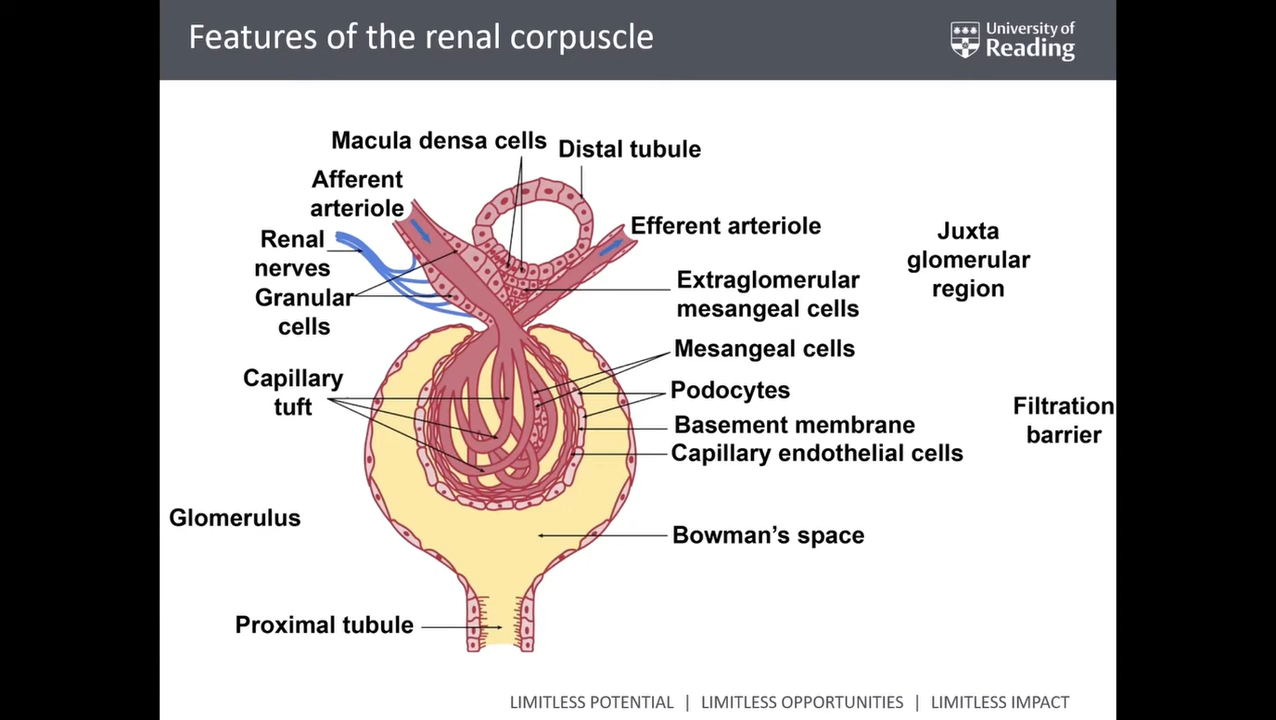 Features of the renal corpuscle
University of
Reading
Macula densa cells
Distal tubule
Afferent
arteriole
Efferent arteriole
Renal
nerves
Juxta
glomerular
region
Granular
cells
Extraglomerular
mesangeal cells
Mesangeal cells
Capillary
tuft
Podocytes
Basement membrane
Capillary endothelial cells
Filtration
barrier
Glomerulus
Bowman's space
Proximal tubule
LIMITLESS POTENTIAL | LIMITLESS OPPORTUNITIES | LIMITLESS IMPACT